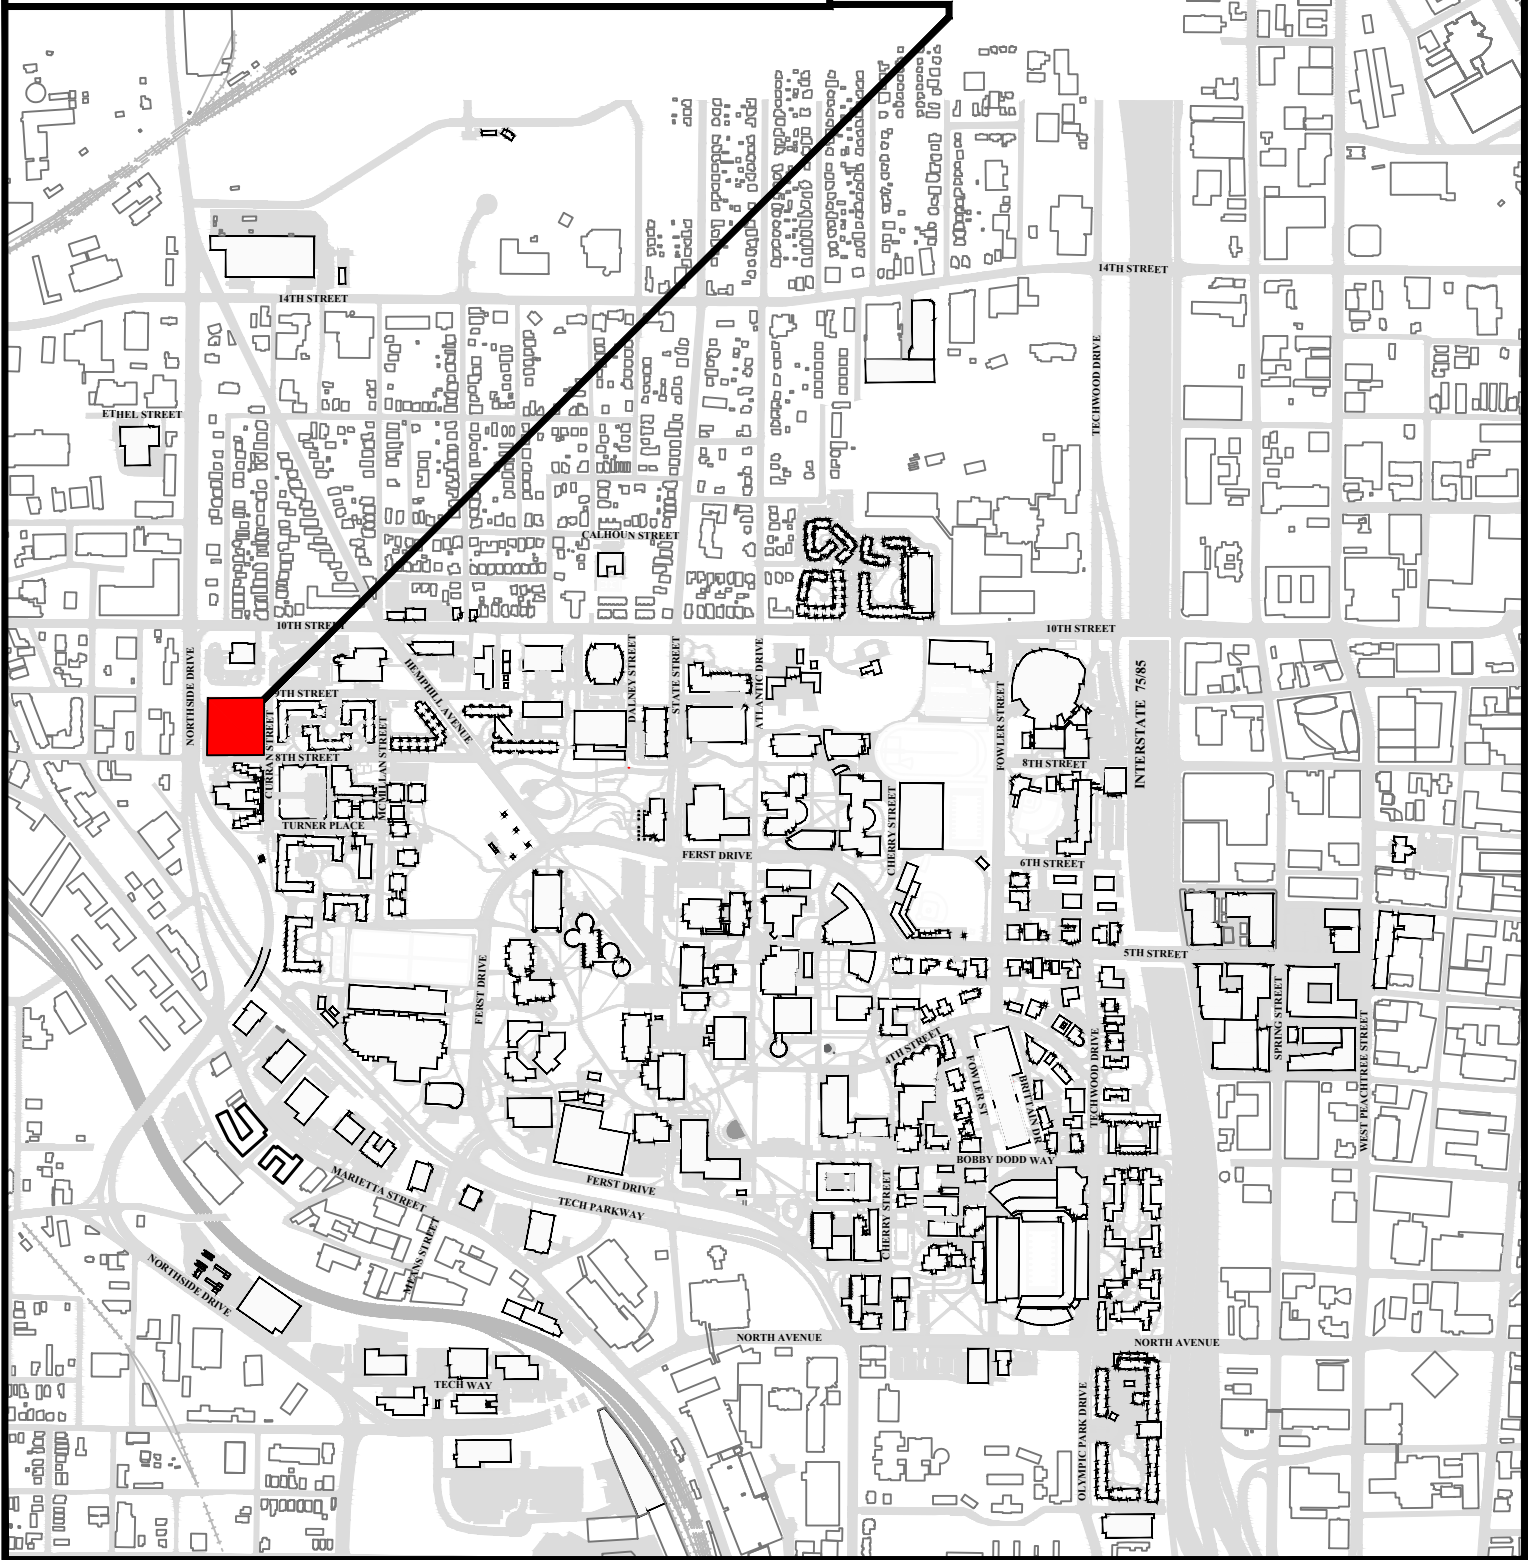 14TH STREET
14TH STREET
TECHWOOD DRIVE
ETHEL STREET
CALHOUN STREET
10TH STREET
10TH STREET
NORTHSIDE DRIVE
HEMPHILL AVENUE
DALNEY STREET
STATE STREET
ATLANTIC DRIVE
INTERSTATE 75/85
9TH STREET
CURRAN STREET
MCMILLAN STREET
FOWLER STREET
8TH STREET
8TH STREET
TURNER PLACE
CHERRY STREET
FERST DRIVE
6TH STREET
5TH STREET
FERST DRIVE
SPRING STREET
WEST PEACHTREE STREET
4TH STREET
FOWLER ST
BRITTAIN DR
TECHWOOD DRIVE
BOBBY DODD WAY
MARIETTA STREET
FERST DRIVE
TECH PARKWAY
CHERRY STREET
MEANS STREET
NORTHSIDE DRIVE
NORTH AVENUE
NORTH AVENUE
TECH WAY
OLYMPIC PARK DRIVE